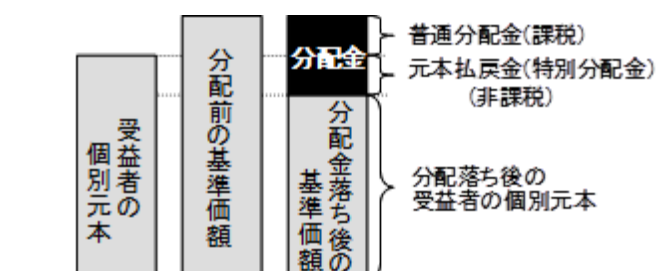 受益者の
個別元本
分配前の基準価額
分配金
分配金落ち後の
基準価額
普通分配金(課税)
元本払戻金(特別分配金)
(非課税)
分配落ち後の
受益者の個別元本